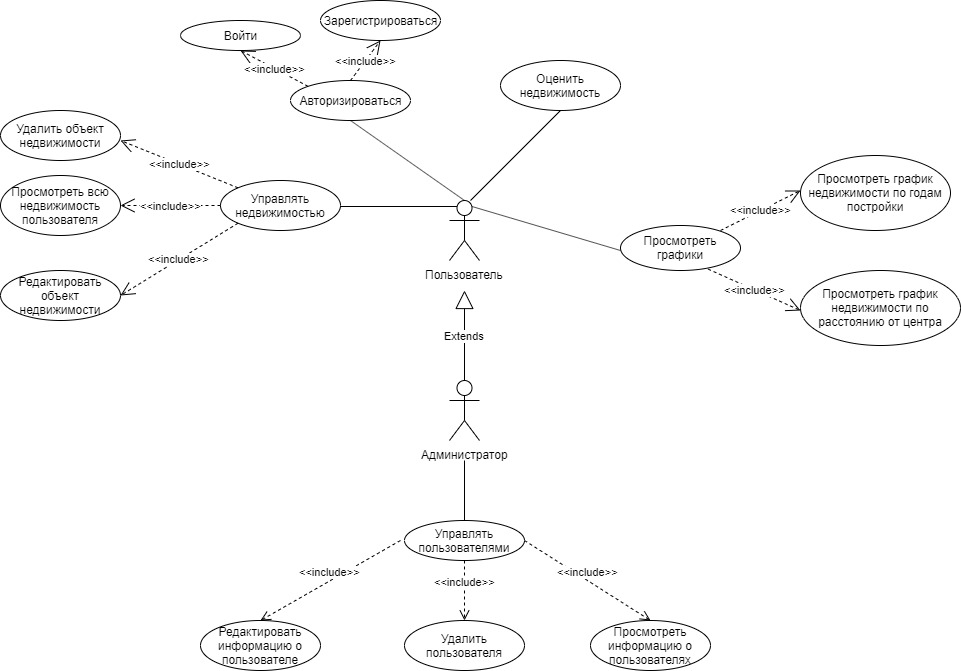 Зарегистрироваться
Войти
<<include>>
<<include>>
Авторизироваться
Оценить
недвижимость
Удалить объект
недвижимости
<<include>>
Просмотреть всю
недвижимость
пользователя
<<include>>
Управлять
недвижимостью
<<include>>
Редактировать
объект
недвижимости
Просмотреть график
недвижимости по годам
постройки
<<include>>
Просмотреть
графики
<<include>>
Просмотреть график
недвижимости по
расстоянию от центра
Пользователь
Extends
Администратор
Управлять
пользователями
<<include>>
<<include>>
<<include>>
Редактировать
информацию о
пользователе
Удалить
пользователя
Просмотреть
информацию о
пользователях